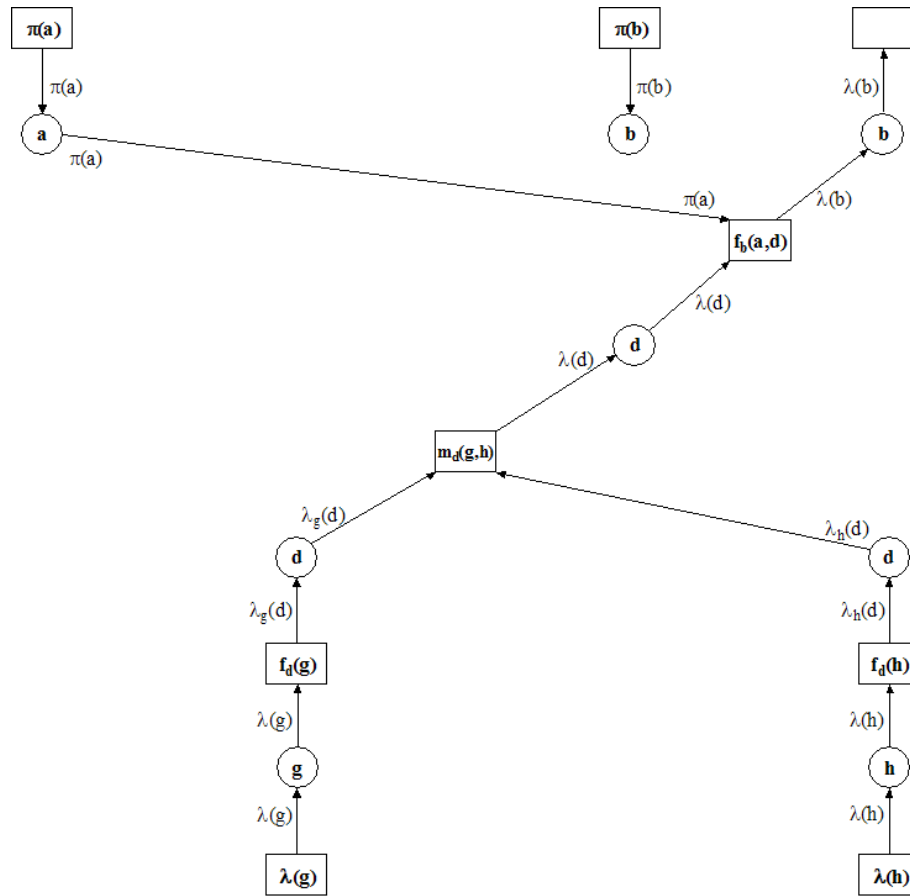 π(a) π(b)
π(a) π(b) λ(b)
a b b
π(a)
π(a) λ(b)
f_b(a,d)
λ(d)
d
λ(d)
m_d(g,h)
λ_g(d) λ_h(d)
d d
λ_g(d) λ_h(d)
f_d(g) f_d(h)
λ(g) λ(h)
g h
λ(g) λ(h)
λ(g) λ(h)